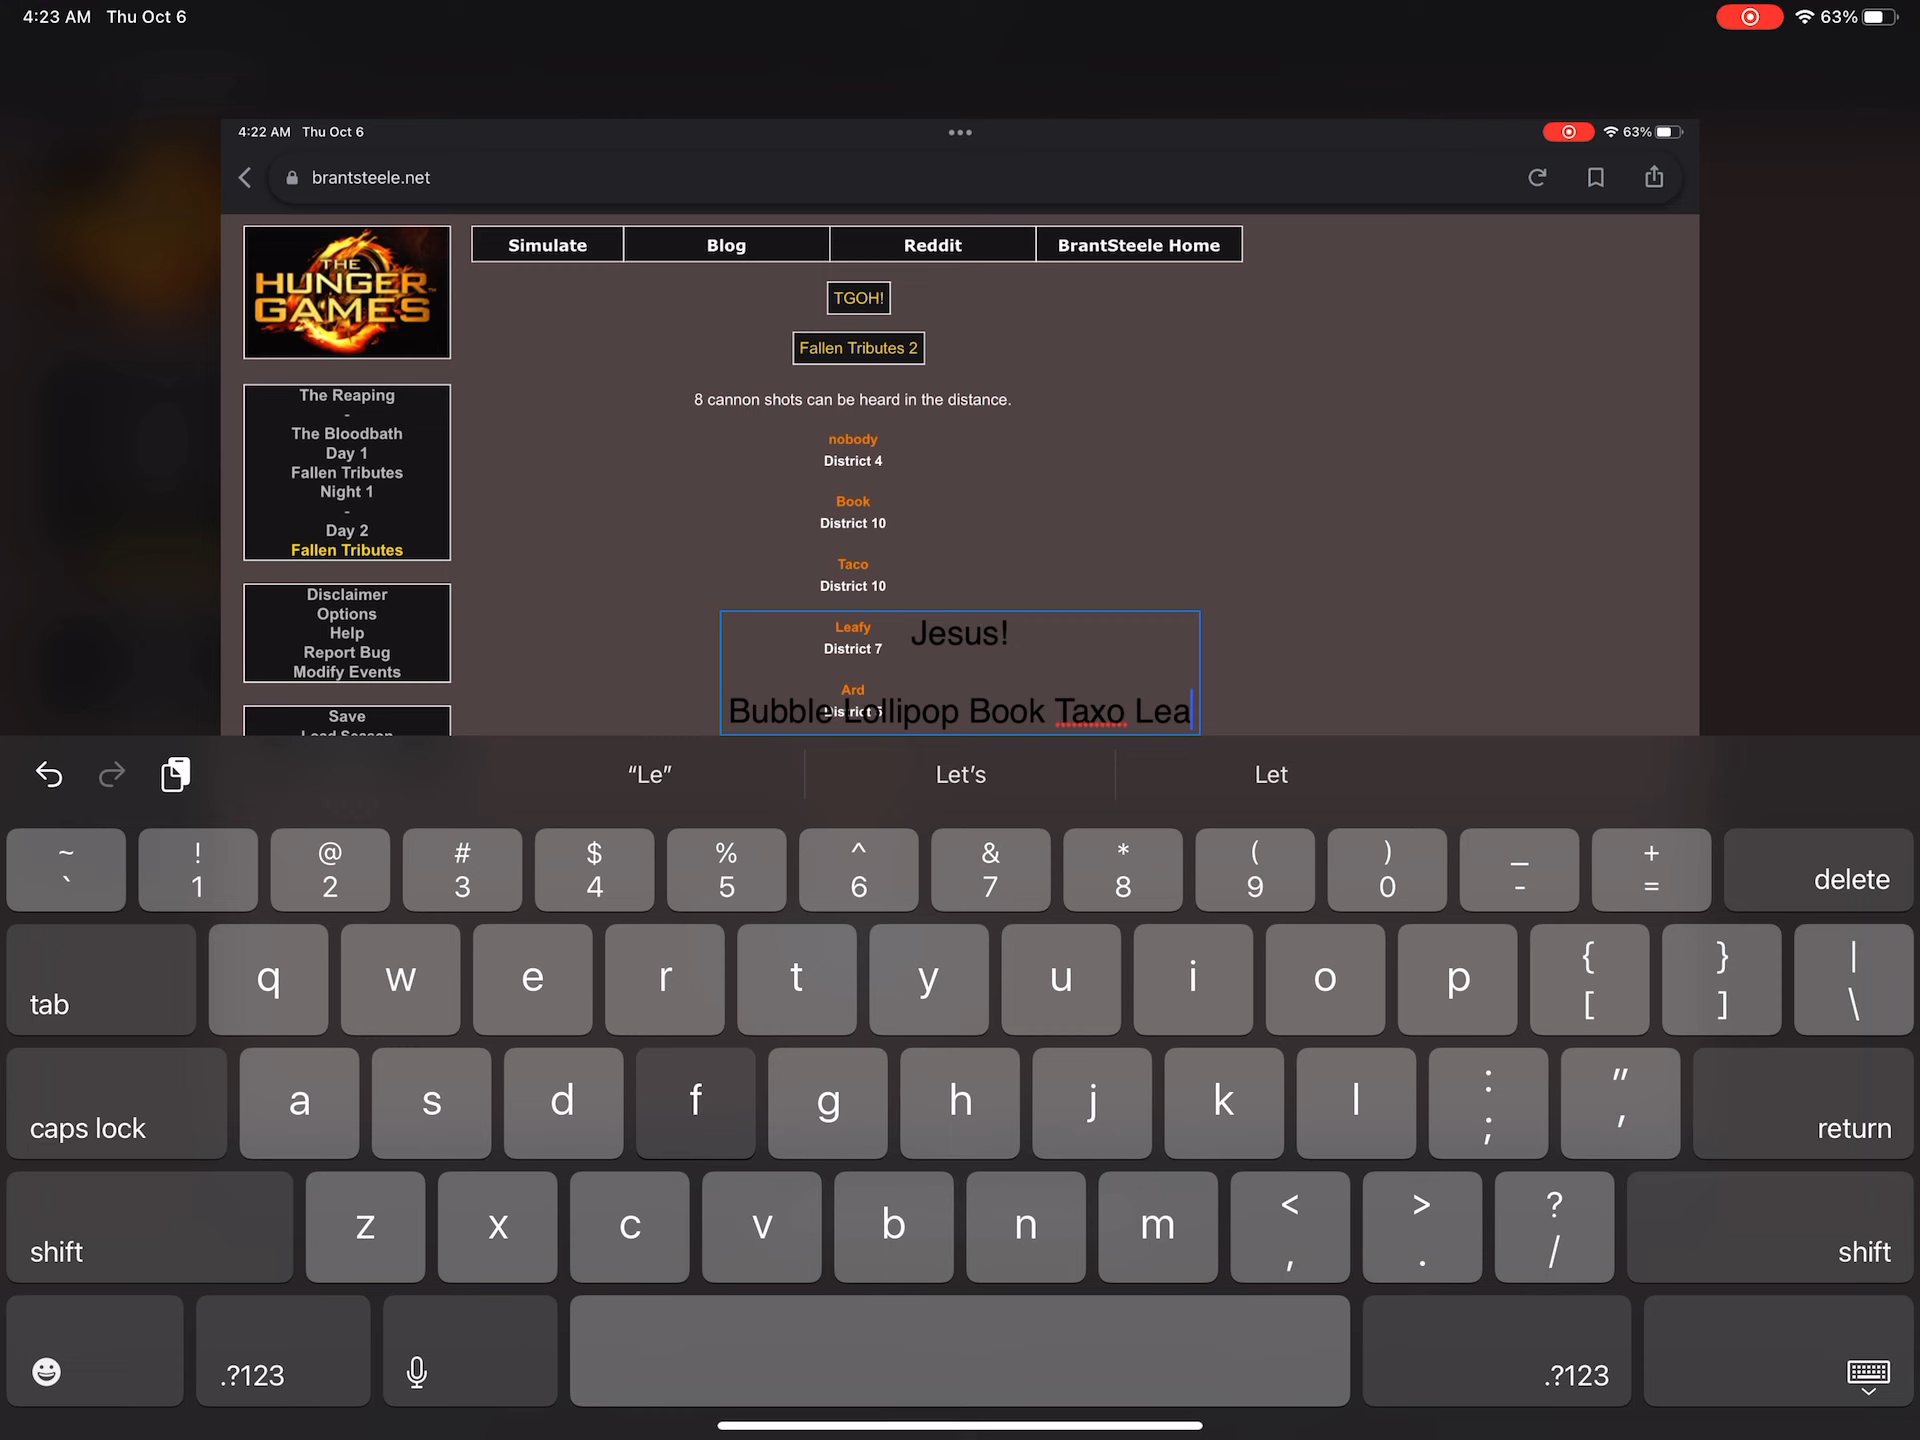 4:23 AM Thu Oct 6
63%
4:22 AM Thu Oct 6
63%
brantsteele.net
THE
HUNGER
GAMES
Simulate Blog Reddit BrantSteele Home
TGOH!
Fallen Tributes 2
8 cannon shots can be heard in the distance.
The Reaping
-
The Bloodbath
Day 1
Fallen Tributes
Night 1
-
Day 2
Fallen Tributes
Disclaimer
Options
Help
Report Bug
Modify Events
Save
Load Season
nobody
District 4
Book
District 10
Taco
District 10
Leafy
District 7
Ard
District 5
Jesus!
Bubble Lollipop Book Taxo Lea
“Le” Let’s Let
~ ! @ # $ % ^ & * ( ) _ +
` 1 2 3 4 5 6 7 8 9 0 - = delete
tab q w e r t y u i o p { } |
[ ] \
caps lock a s d f g h j k l : "
; ' return
shift z x c v b n m < > ?
, . / shift
.?123 .?123